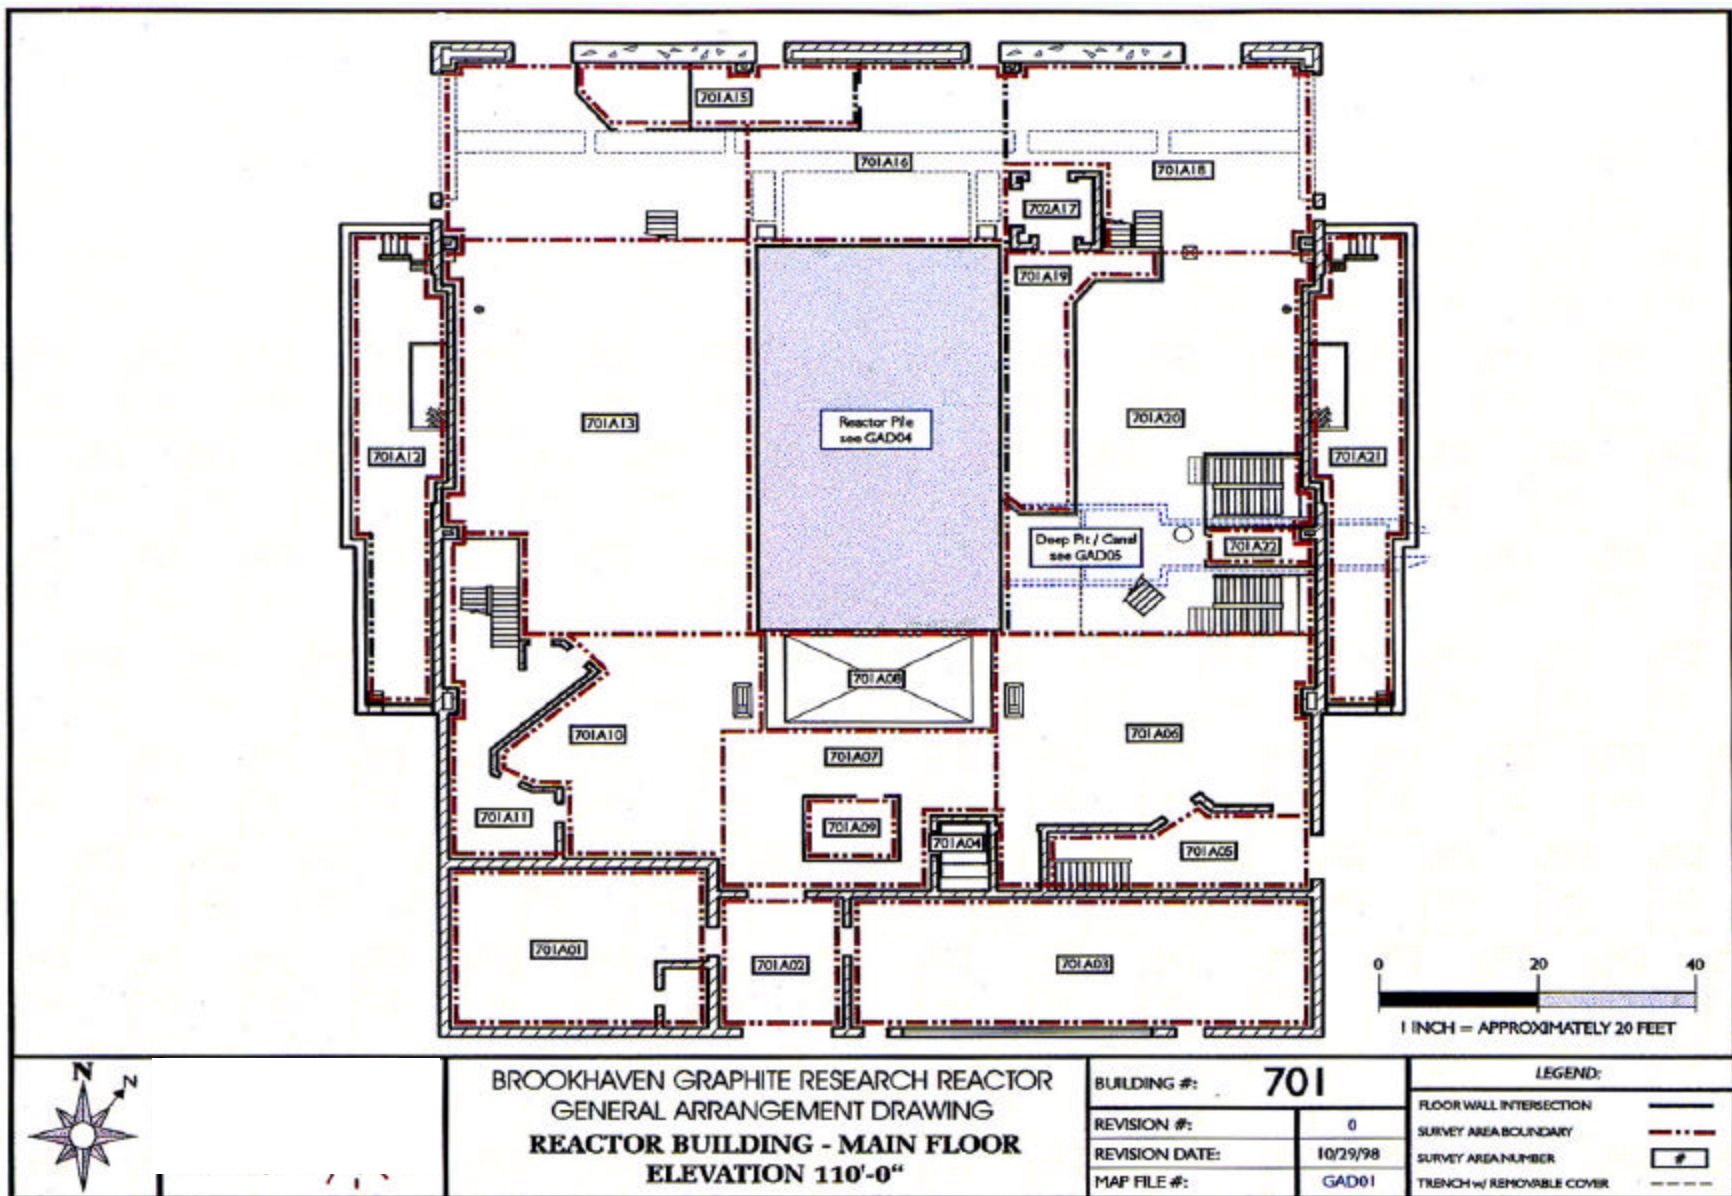 701A15
701A16
701A18
702A17
701A19
701A13
Reactor Pile
see GAD04
701A20
701A12
701A21
Deep Pit / Canal
see GAD05
701A22
701A08
701A10
701A06
701A07
701A11
701A09
701A04
701A05
701A01
701A02
701A03
0 20 40
1 INCH = APPROXIMATELY 20 FEET
N
N
BROOKHAVEN GRAPHITE RESEARCH REACTOR
GENERAL ARRANGEMENT DRAWING
REACTOR BUILDING - MAIN FLOOR
ELEVATION 110'-0"
BUILDING #: 701
REVISION #: 0
REVISION DATE: 10/29/98
MAP FILE #: GAD01
LEGEND:
FLOOR WALL INTERSECTION
SURVEY AREA BOUNDARY
SURVEY AREA NUMBER #
TRENCH w/ REMOVABLE COVER